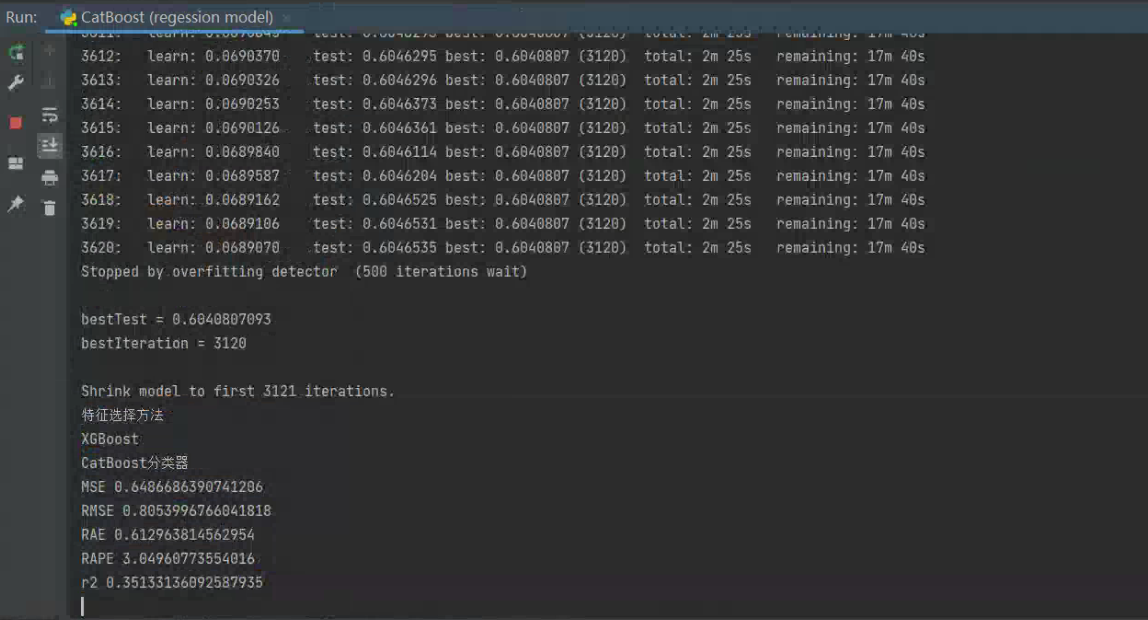 Run: CatBoost (regession model)
3612: learn: 0.0690370 test: 0.6046295 best: 0.6040807 (3120) total: 2m 25s remaining: 17m 40s
3613: learn: 0.0690326 test: 0.6046296 best: 0.6040807 (3120) total: 2m 25s remaining: 17m 40s
3614: learn: 0.0690253 test: 0.6046373 best: 0.6040807 (3120) total: 2m 25s remaining: 17m 40s
3615: learn: 0.0690126 test: 0.6046361 best: 0.6040807 (3120) total: 2m 25s remaining: 17m 40s
3616: learn: 0.0689840 test: 0.6046114 best: 0.6040807 (3120) total: 2m 25s remaining: 17m 40s
3617: learn: 0.0689587 test: 0.6046204 best: 0.6040807 (3120) total: 2m 25s remaining: 17m 40s
3618: learn: 0.0689162 test: 0.6046525 best: 0.6040807 (3120) total: 2m 25s remaining: 17m 40s
3619: learn: 0.0689106 test: 0.6046531 best: 0.6040807 (3120) total: 2m 25s remaining: 17m 40s
3620: learn: 0.0689070 test: 0.6046535 best: 0.6040807 (3120) total: 2m 25s remaining: 17m 40s
Stopped by overfitting detector (500 iterations wait)
bestTest = 0.6040807093
bestIteration = 3120
Shrink model to first 3121 iterations.
特征选择方法
XGBoost
CatBoost分类器
MSE 0.6486686390741206
RMSE 0.8053996766041818
RAE 0.612963814562954
RAPE 3.04960773554016
r2 0.35133136092587935